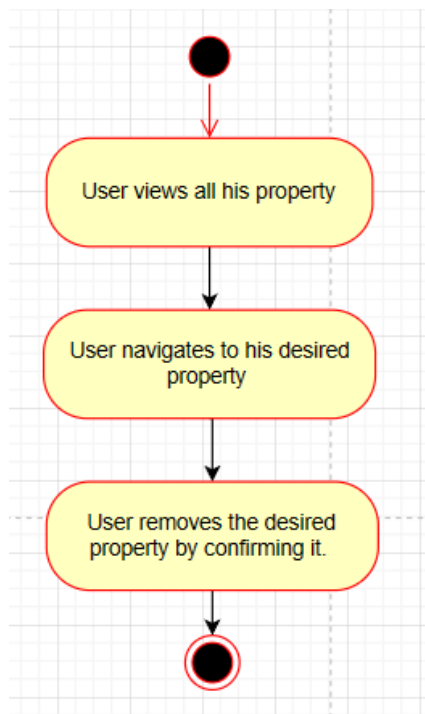 User views all his property
User navigates to his desired
property
User removes the desired
property by confirming it.